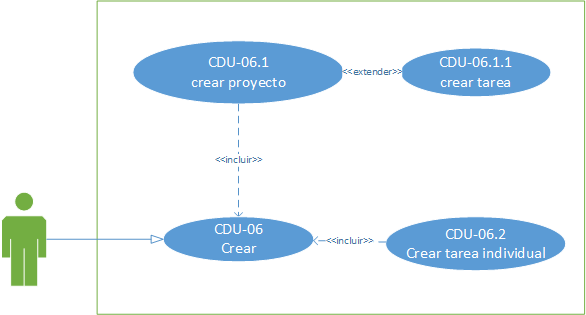 CDU-06.1
crear proyecto
<<extender>>
CDU-06.1.1
crear tarea
<<incluir>>
CDU-06
Crear
<<incluir>>
CDU-06.2
Crear tarea individual